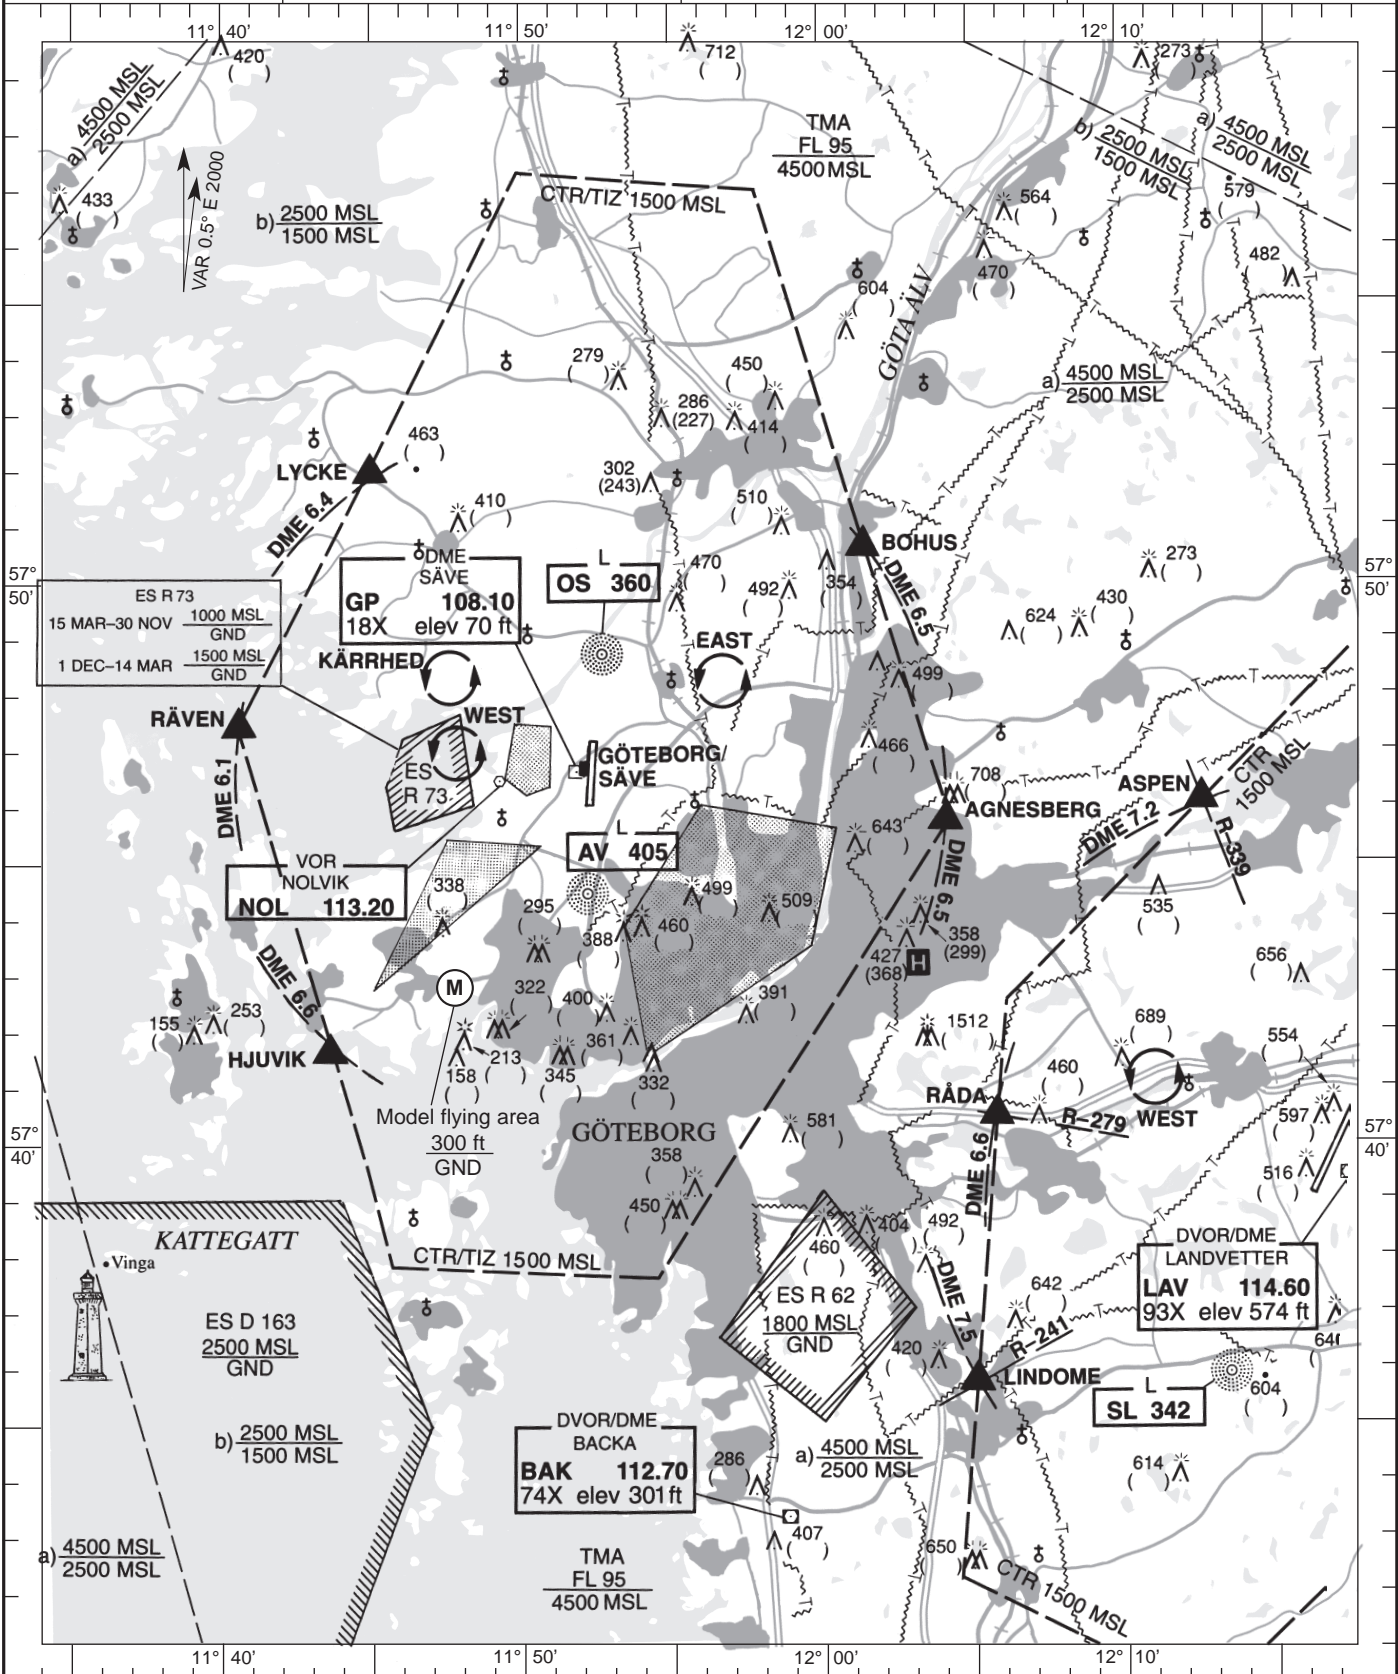 11° 40'
11° 50'
12° 00'
12° 10'
420
( )
712
( )
273
( )
a) 4500 MSL
2500 MSL
TMA
FL 95
4500 MSL
b) 2500 MSL
1500 MSL
a) 4500 MSL
2500 MSL
VAR 0.5° E 2000
433
( )
b) 2500 MSL
1500 MSL
CTR/TIZ 1500 MSL
564
( )
579
( )
470
( )
482
( )
604
( )
GÖTA ÄLV
279
( )
450
( )
a) 4500 MSL
2500 MSL
286
(227)
414
( )
463
( )
LYCKE
302
(243)
410
( )
510
( )
DME 6.4
BOHUS
DME 6.5
DME
SÄVE
GP 108.10
18X elev 70 ft
L
OS 360
470
( )
492
( )
354
( )
273
( )
57°
50'
57°
50'
ES R 73
15 MAR–30 NOV 1000 MSL
GND
1 DEC–14 MAR 1500 MSL
GND
624
( )
430
( )
KÄRRHED
EAST
499
( )
RÄVEN
WEST
466
( )
GÖTEBORG/
SÄVE
ES
R 73
708
( )
ASPEN
CTR
1500 MSL
AGNESBERG
DME 6.1
DME 7.2
R–339
L
AV 405
643
( )
DME 6.5
VOR
NOLVIK
NOL 113.20
338
( )
499
( )
509
( )
295
( )
388
( )
460
( )
358
(299)
427
(368)
H
535
( )
656
( )
DME 6.6
M
322
( )
400
( )
391
( )
155
( )
253
( )
1512
( )
689
( )
554
( )
HJUVIK
213
( )
158
( )
345
( )
361
( )
332
( )
460
( )
RÅDA
R–279
WEST
597
( )
Model flying area
300 ft
GND
GÖTEBORG
581
( )
57°
40'
57°
40'
358
( )
450
( )
DME 6.6
516
( )
KATTEGATT
Vinga
CTR/TIZ 1500 MSL
460
( )
404
( )
492
( )
DVOR/DME
LANDVETTER
LAV 114.60
93X elev 574 ft
ES D 163
2500 MSL
GND
ES R 62
1800 MSL
GND
DME 7.5
642
( )
R–241
420
( )
LINDOME
L
SL 342
604
( )
b) 2500 MSL
1500 MSL
DVOR/DME
BACKA
BAK 112.70
74X elev 301 ft
286
( )
a) 4500 MSL
2500 MSL
614
( )
407
( )
a) 4500 MSL
2500 MSL
TMA
FL 95
4500 MSL
650
( )
CTR 1500 MSL
11° 40'
11° 50'
12° 00'
12° 10'